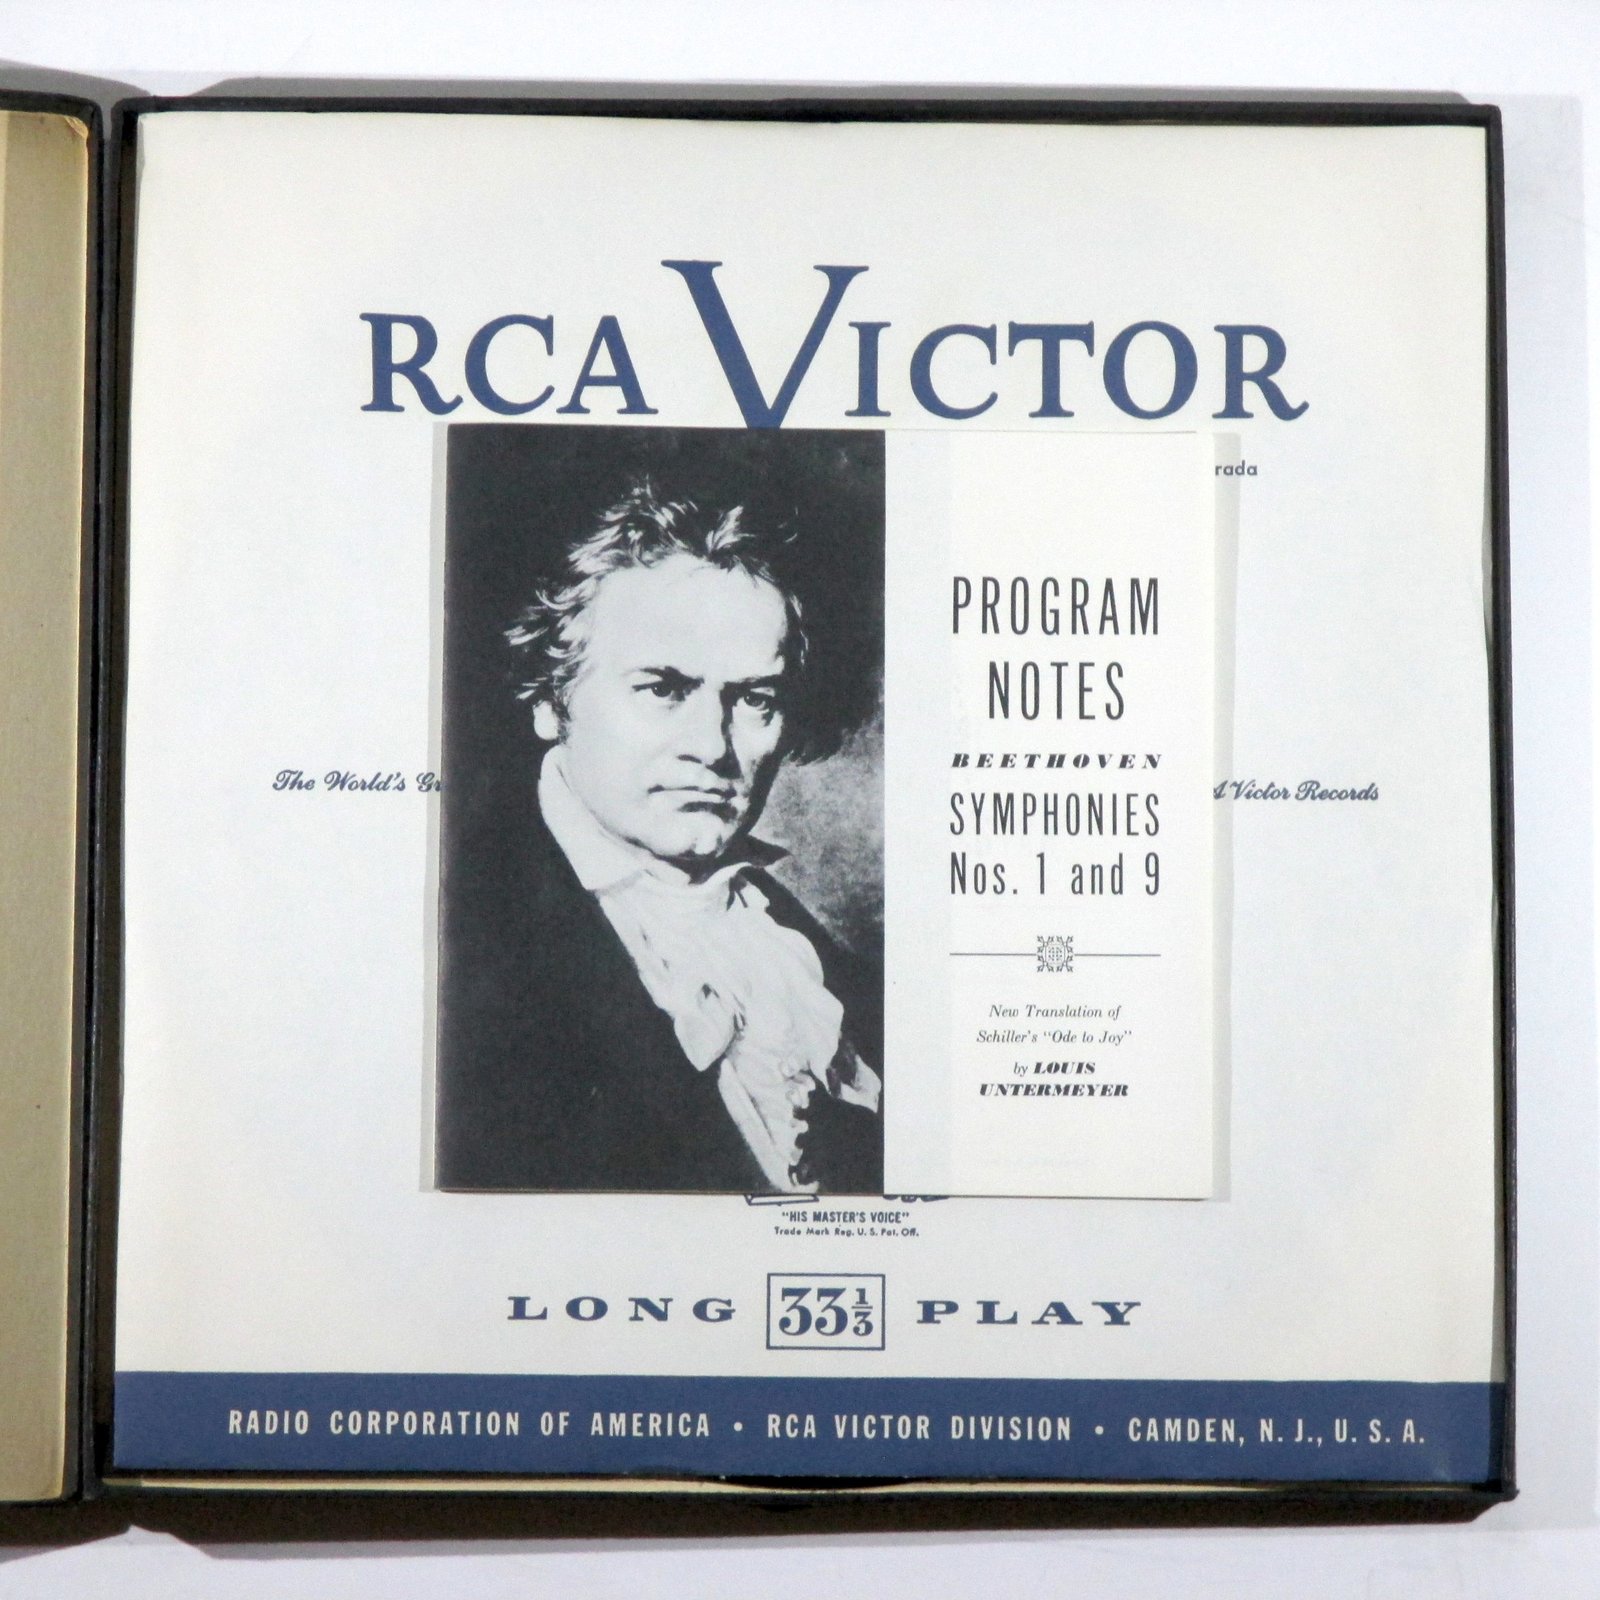 RCA VICTOR
PROGRAM
NOTES
BEETHOVEN
SYMPHONIES
Nos. 1 and 9
New Translation of
Schiller's "Ode to Joy"
by LOUIS
UNTERMEYER
The World's
Victor Records
"HIS MASTER'S VOICE"
Trade Mark Reg. U. S. Pat. Off.
LONG 33⅓ PLAY
RADIO CORPORATION OF AMERICA • RCA VICTOR DIVISION • CAMDEN, N. J., U. S. A.